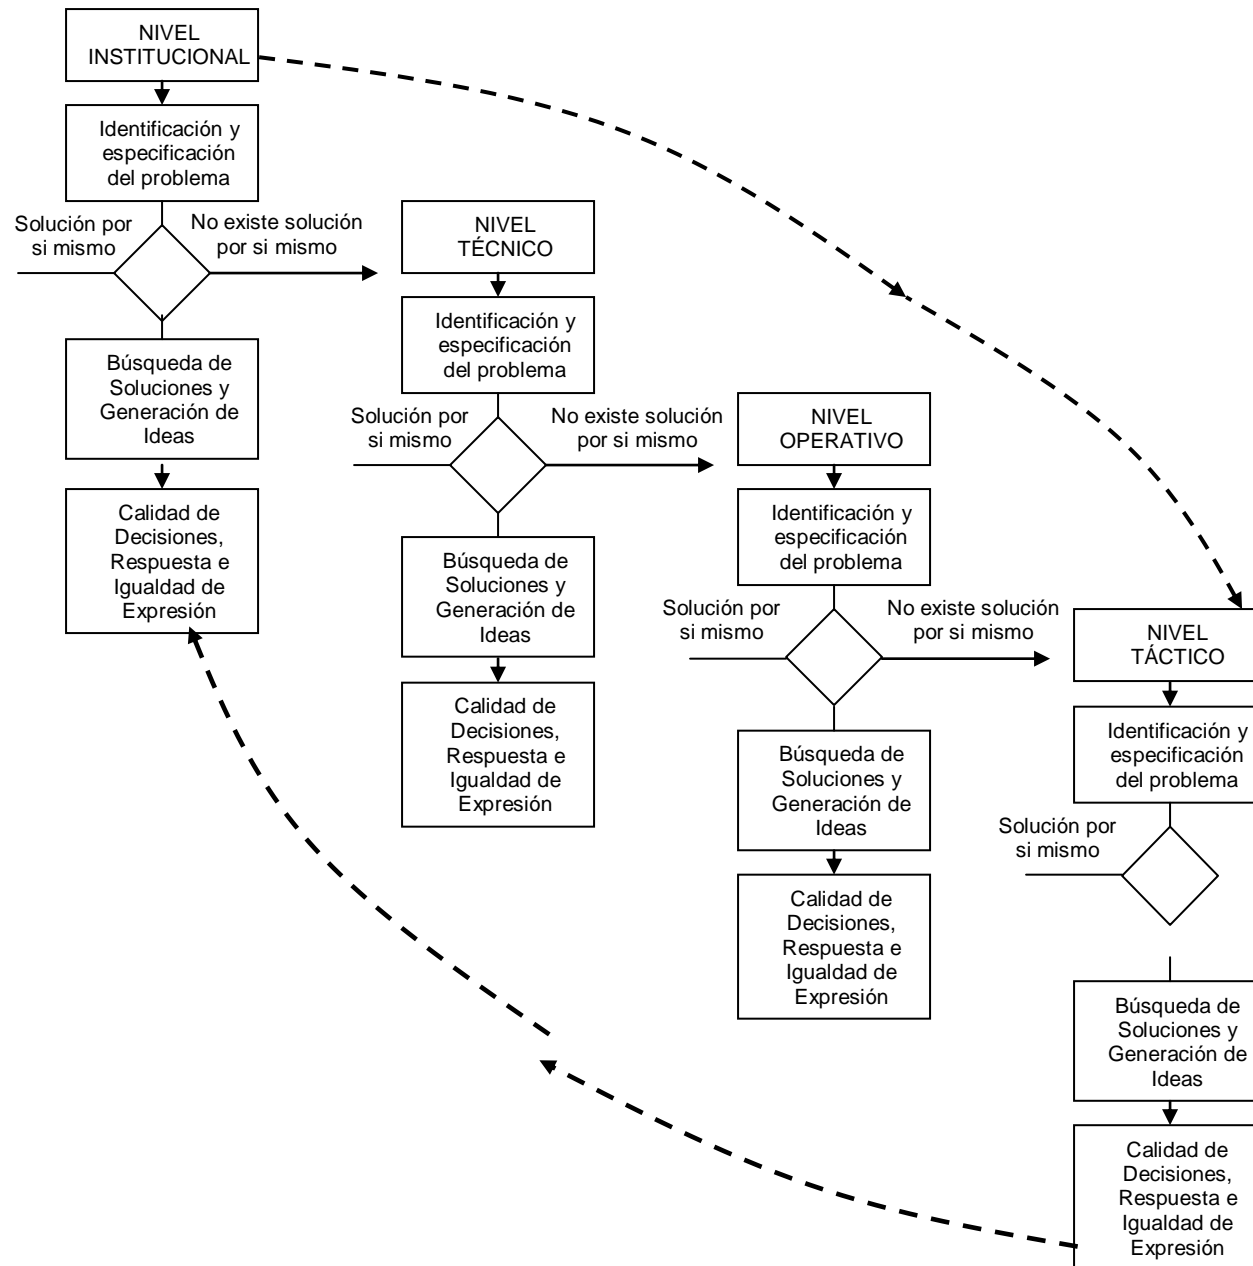 NIVEL
INSTITUCIONAL
Identificación y
especificación
del problema
Solución por
si mismo
No existe solución
por si mismo
Búsqueda de
Soluciones y
Generación de
Ideas
Calidad de
Decisiones,
Respuesta e
Igualdad de
Expresión
NIVEL
TÉCNICO
Identificación y
especificación
del problema
Solución por
si mismo
No existe solución
por si mismo
Búsqueda de
Soluciones y
Generación de
Ideas
Calidad de
Decisiones,
Respuesta e
Igualdad de
Expresión
NIVEL
OPERATIVO
Identificación y
especificación
del problema
Solución por
si mismo
No existe solución
por si mismo
Búsqueda de
Soluciones y
Generación de
Ideas
Calidad de
Decisiones,
Respuesta e
Igualdad de
Expresión
NIVEL
TÁCTICO
Identificación y
especificación
del problema
Solución por
si mismo
Búsqueda de
Soluciones y
Generación de
Ideas
Calidad de
Decisiones,
Respuesta e
Igualdad de
Expresión